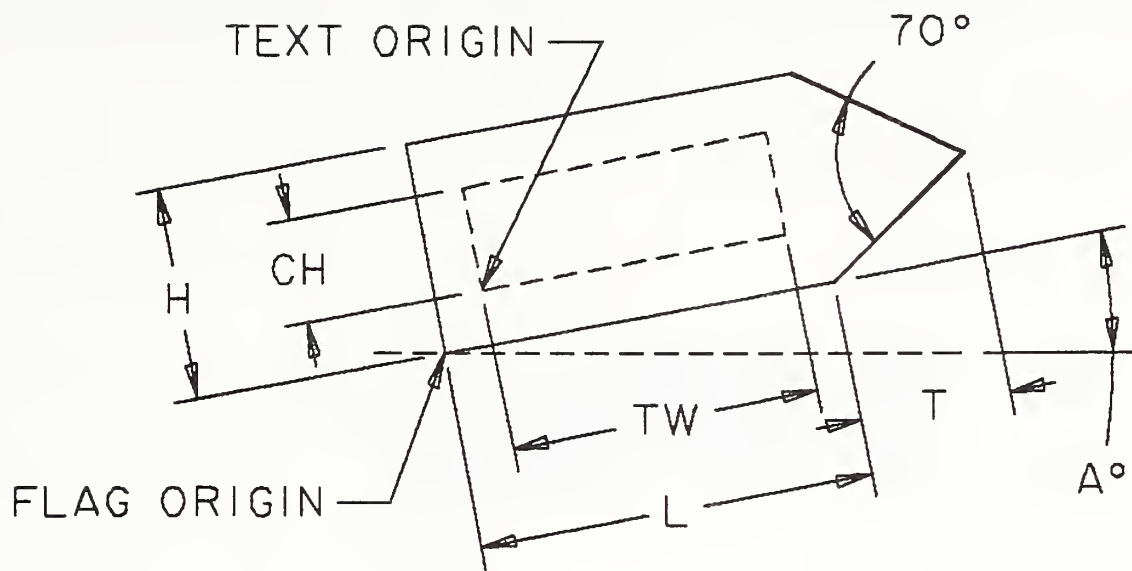 TEXT ORIGIN
70°
CH
H
TW
T
A°
FLAG ORIGIN
L